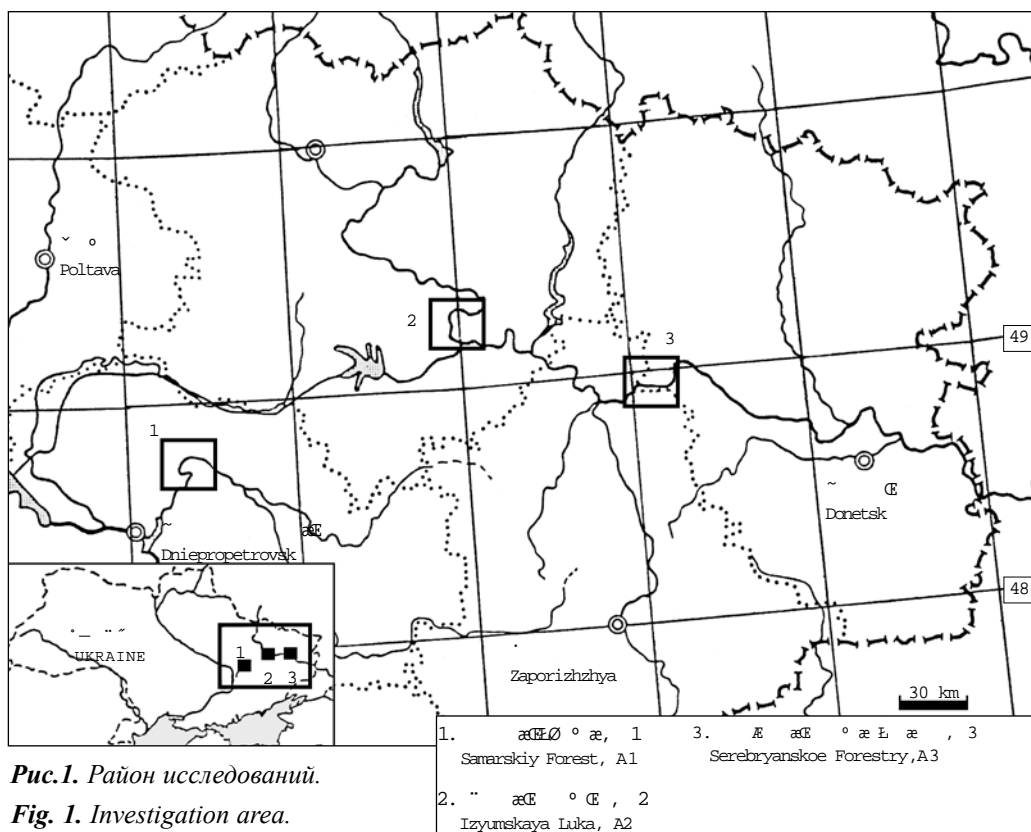 Poltava
2
3
49
1
Dniepropetrovsk
Donetsk
48
UKRAINE
1
2 3
Zaporizhzhya
30 km
1.
1
Samarskiy Forest, A1
3.
, 3
Serebryanskoe Forestry, A3
2.
, 2
Izyumskaya Luka, A2
Рис.1. Район исследований.
Fig. 1. Investigation area.